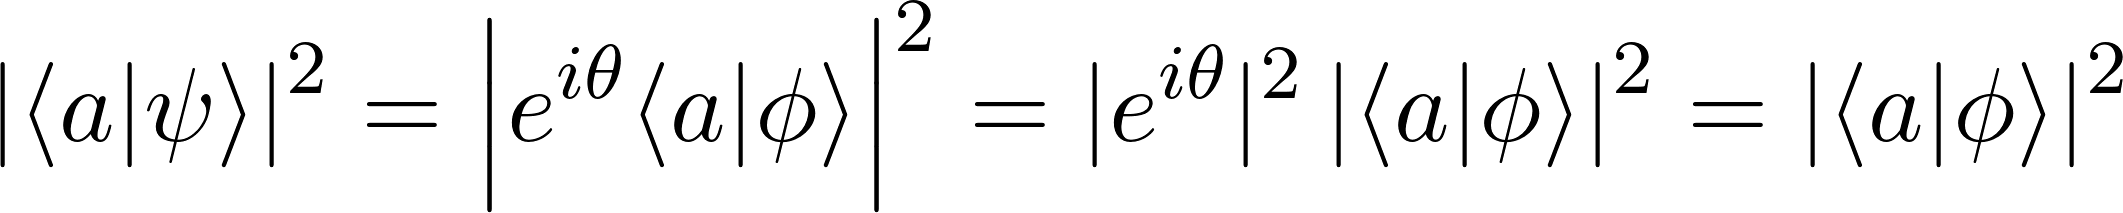 |⟨a|ψ⟩|² = |e^{iθ}⟨a|ϕ⟩|² = |e^{iθ}|² |⟨a|ϕ⟩|² = |⟨a|ϕ⟩|²